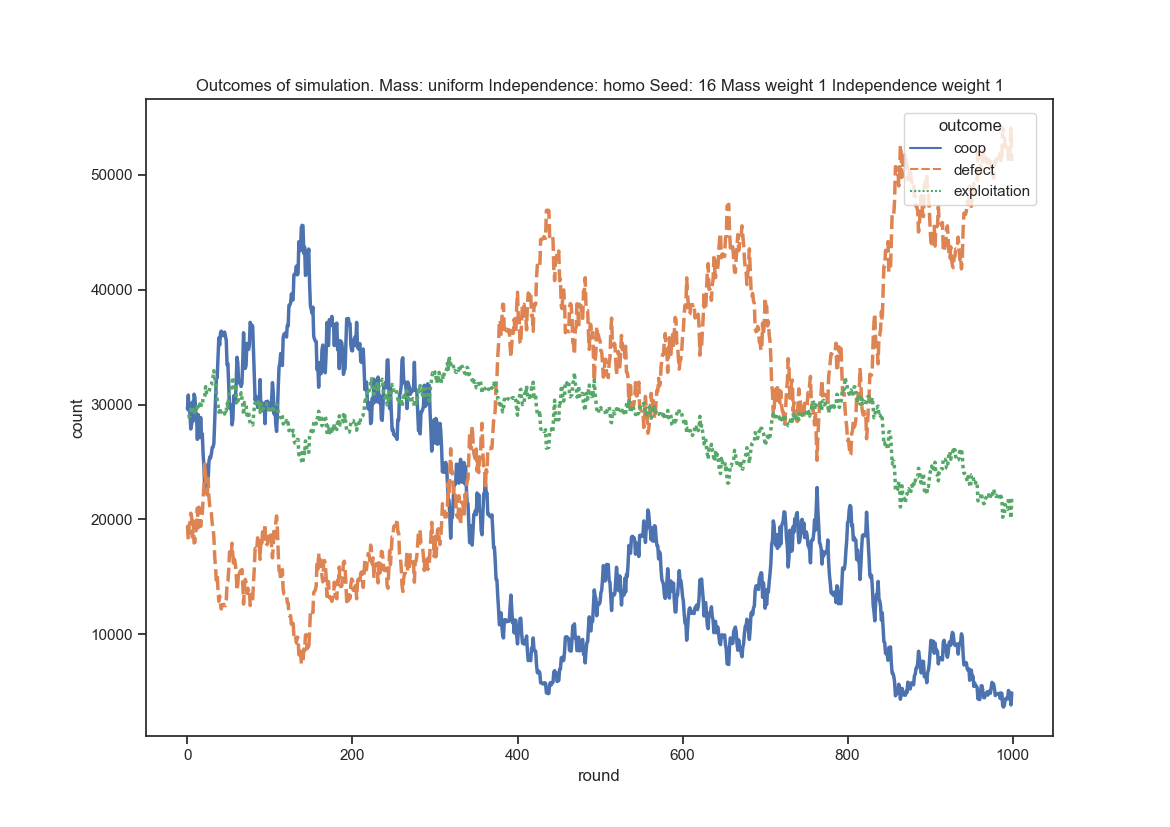 Outcomes of simulation. Mass: uniform Independence: homo Seed: 16 Mass weight 1 Independence weight 1
outcome
coop
defect
exploitation
50000
40000
30000
20000
10000
count
0 200 400 600 800 1000
round